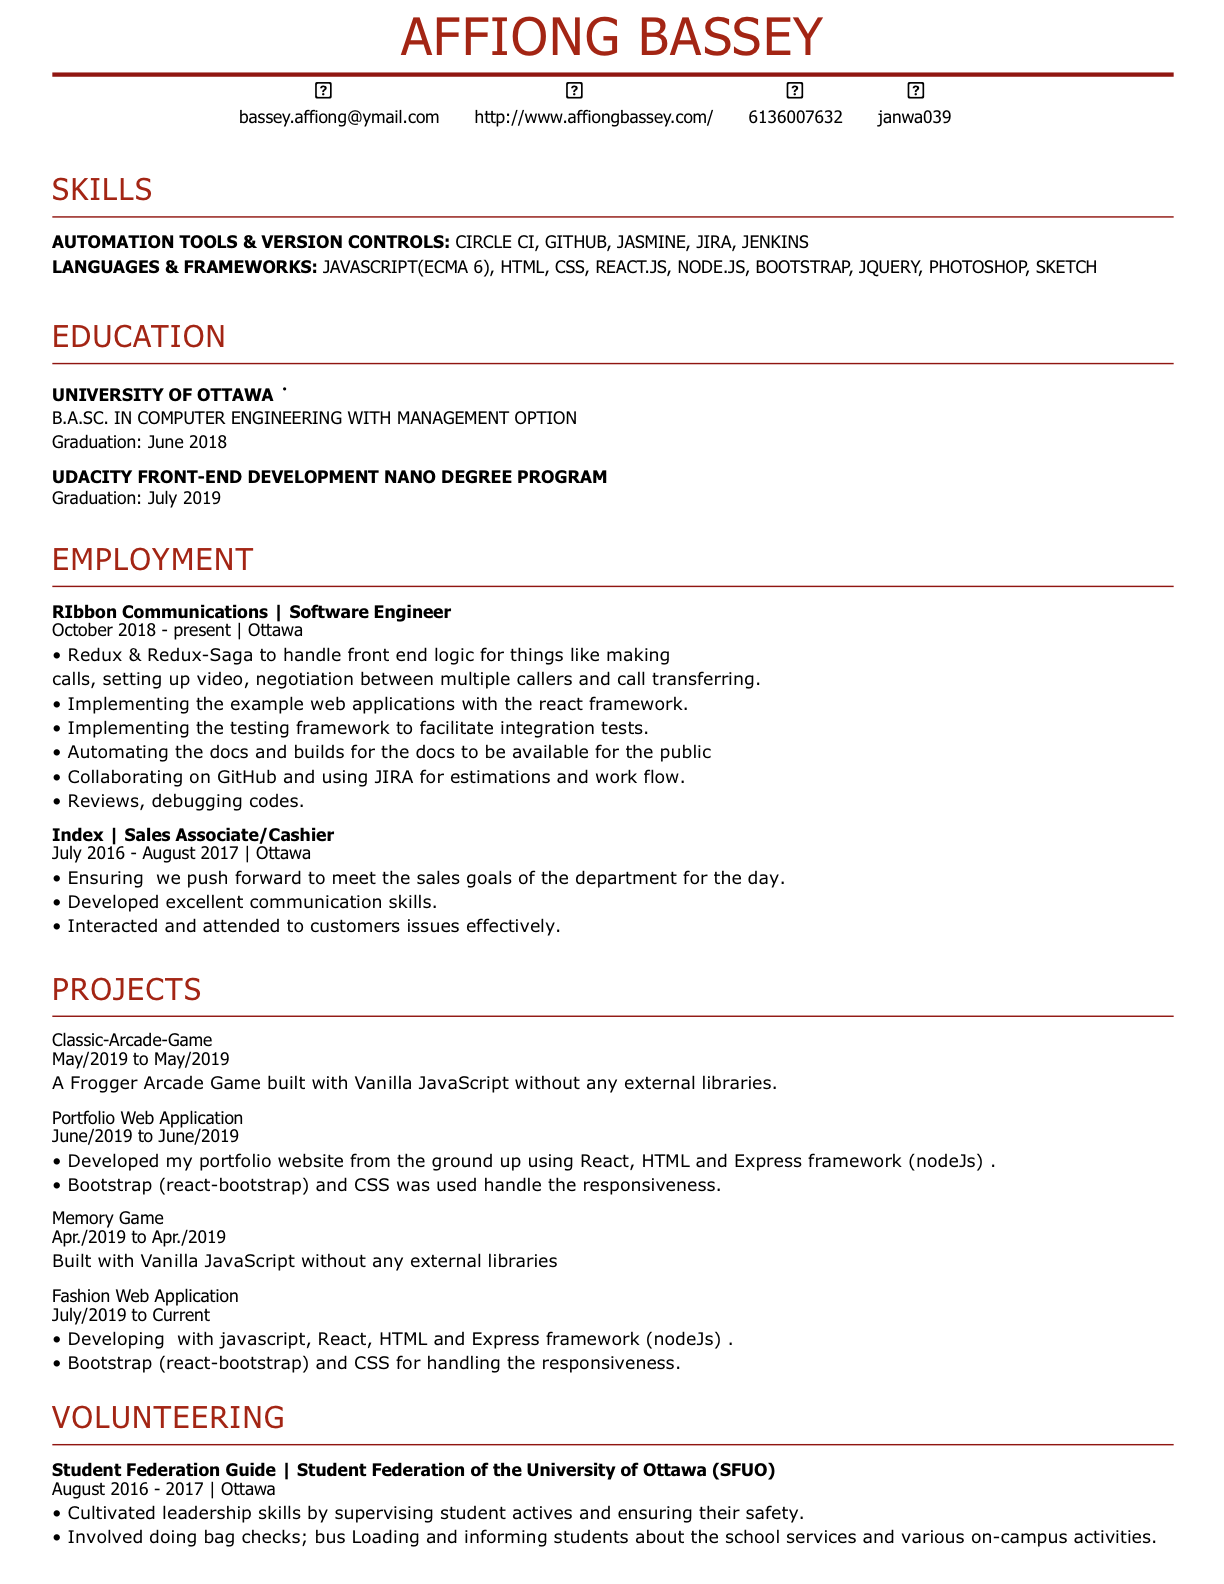 AFFIONG BASSEY
bassey.affiong@ymail.com http://www.affiongbassey.com/ 6136007632 janwa039
SKILLS
AUTOMATION TOOLS & VERSION CONTROLS: CIRCLE CI, GITHUB, JASMINE, JIRA, JENKINS
LANGUAGES & FRAMEWORKS: JAVASCRIPT(ECMA 6), HTML, CSS, REACT.JS, NODE.JS, BOOTSTRAP, JQUERY, PHOTOSHOP, SKETCH
EDUCATION
UNIVERSITY OF OTTAWA ·
B.A.SC. IN COMPUTER ENGINEERING WITH MANAGEMENT OPTION
Graduation: June 2018
UDACITY FRONT-END DEVELOPMENT NANO DEGREE PROGRAM
Graduation: July 2019
EMPLOYMENT
RIbbon Communications | Software Engineer
October 2018 - present | Ottawa
• Redux & Redux-Saga to handle front end logic for things like making
calls, setting up video, negotiation between multiple callers and call transferring.
• Implementing the example web applications with the react framework.
• Implementing the testing framework to facilitate integration tests.
• Automating the docs and builds for the docs to be available for the public
• Collaborating on GitHub and using JIRA for estimations and work flow.
• Reviews, debugging codes.
Index | Sales Associate/Cashier
July 2016 - August 2017 | Ottawa
• Ensuring  we push forward to meet the sales goals of the department for the day.
• Developed excellent communication skills.
• Interacted and attended to customers issues effectively.
PROJECTS
Classic-Arcade-Game
May/2019 to May/2019
A Frogger Arcade Game built with Vanilla JavaScript without any external libraries.
Portfolio Web Application
June/2019 to June/2019
• Developed my portfolio website from the ground up using React, HTML and Express framework (nodeJs) .
• Bootstrap (react-bootstrap) and CSS was used handle the responsiveness.
Memory Game
Apr./2019 to Apr./2019
Built with Vanilla JavaScript without any external libraries
Fashion Web Application
July/2019 to Current
• Developing  with javascript, React, HTML and Express framework (nodeJs) .
• Bootstrap (react-bootstrap) and CSS for handling the responsiveness.
VOLUNTEERING
Student Federation Guide | Student Federation of the University of Ottawa (SFUO)
August 2016 - 2017 | Ottawa
• Cultivated leadership skills by supervising student actives and ensuring their safety.
• Involved doing bag checks; bus Loading and informing students about the school services and various on-campus activities.